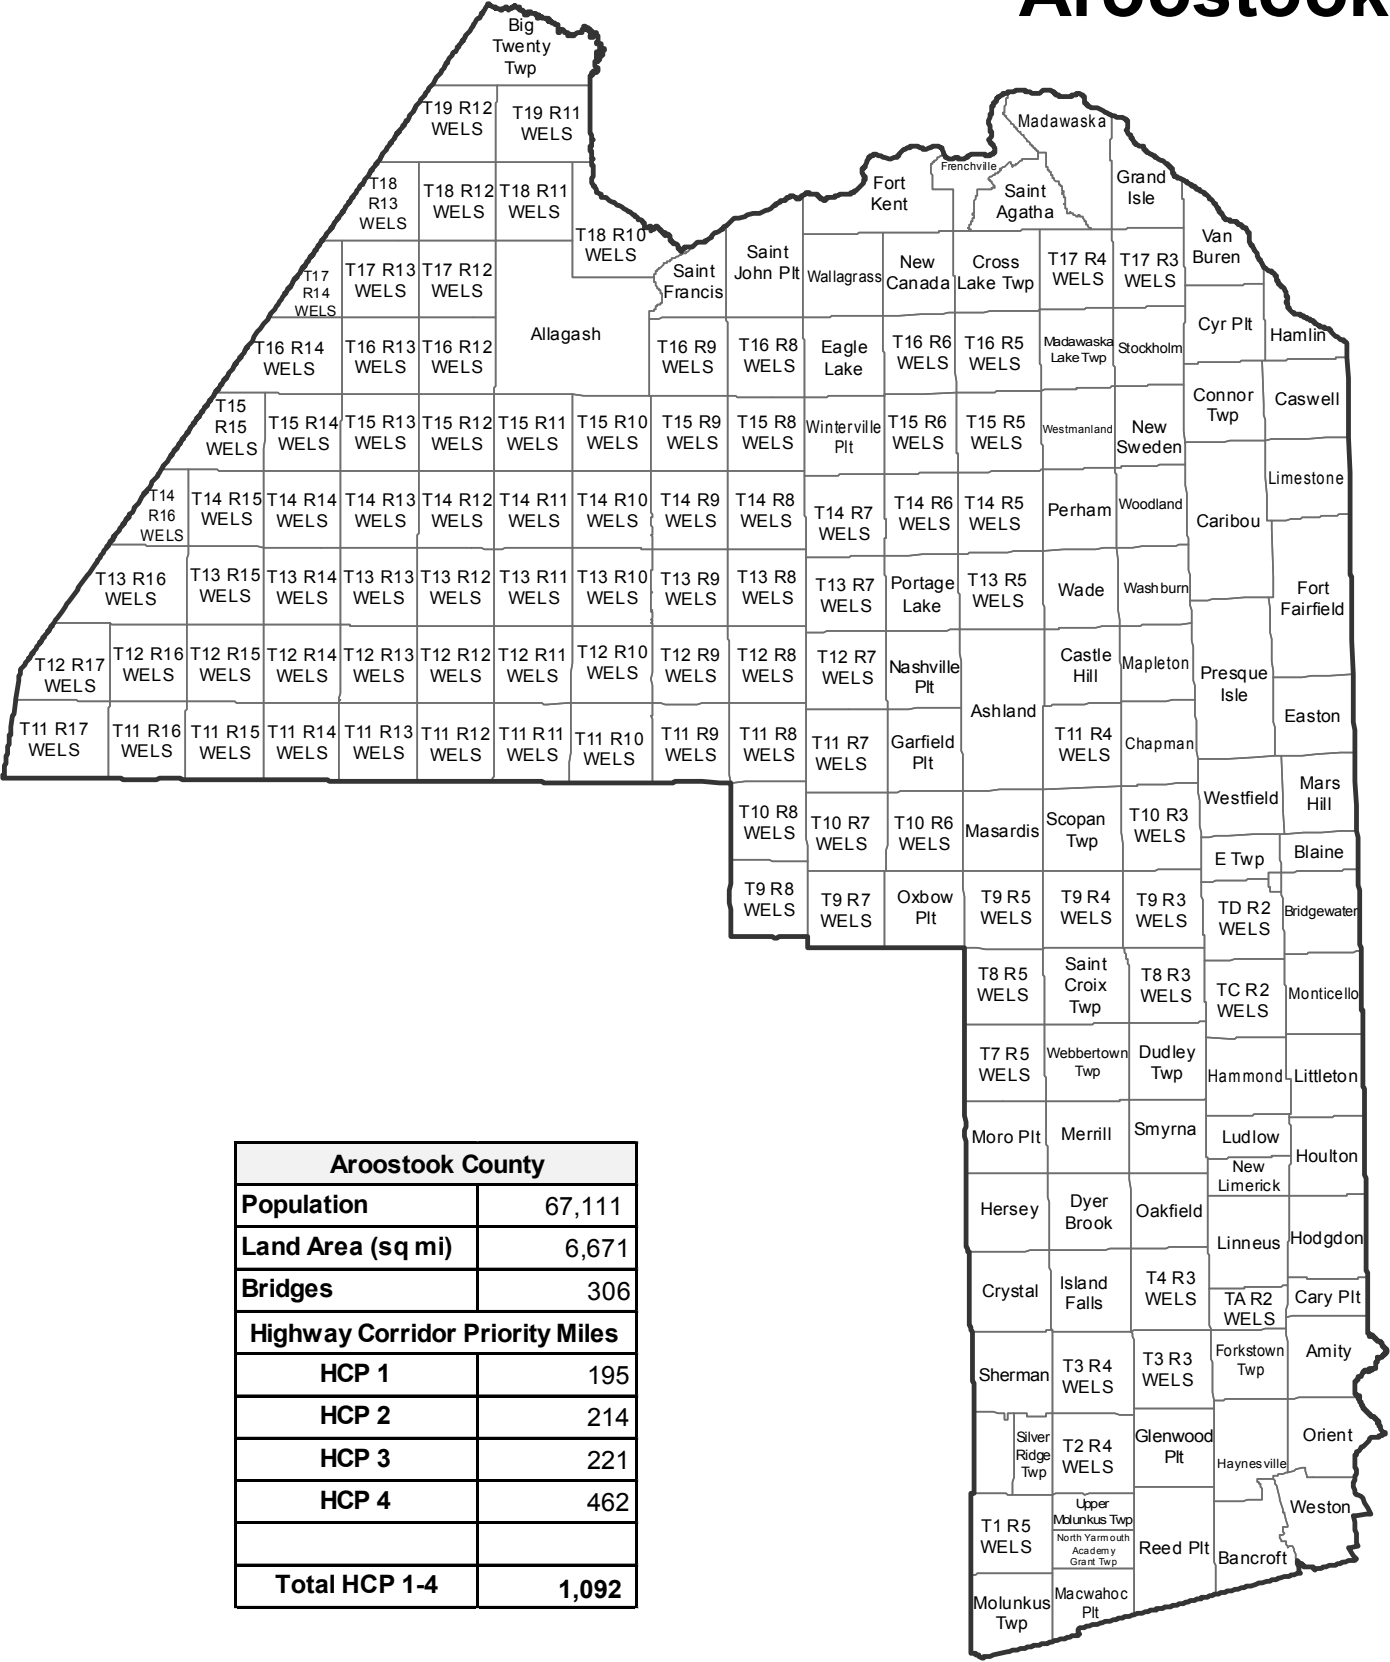 Aroostook
Big
Twenty
Twp
T19 R12
WELS
T19 R11
WELS
Madawaska
Frenchville
Fort
Kent
Saint
Agatha
Grand
Isle
T18
R13
WELS
T18 R12
WELS
T18 R11
WELS
T18 R10
WELS
Van
Buren
T17
R14
WELS
T17 R13
WELS
T17 R12
WELS
Allagash
Saint
Francis
Saint
John Plt
Wallagrass
New
Canada
Cross
Lake Twp
T17 R4
WELS
T17 R3
WELS
Cyr Plt
Hamlin
T16 R14
WELS
T16 R13
WELS
T16 R12
WELS
T16 R9
WELS
T16 R8
WELS
Eagle
Lake
T16 R6
WELS
T16 R5
WELS
Madawaska
Lake Twp
Stockholm
Connor
Twp
Caswell
T15
R15
WELS
T15 R14
WELS
T15 R13
WELS
T15 R12
WELS
T15 R11
WELS
T15 R10
WELS
T15 R9
WELS
T15 R8
WELS
Winterville
Plt
T15 R6
WELS
T15 R5
WELS
Westmanland
New
Sweden
Limestone
T14
R16
WELS
T14 R15
WELS
T14 R14
WELS
T14 R13
WELS
T14 R12
WELS
T14 R11
WELS
T14 R10
WELS
T14 R9
WELS
T14 R8
WELS
T14 R7
WELS
T14 R6
WELS
T14 R5
WELS
Perham
Woodland
Caribou
T13 R16
WELS
T13 R15
WELS
T13 R14
WELS
T13 R13
WELS
T13 R12
WELS
T13 R11
WELS
T13 R10
WELS
T13 R9
WELS
T13 R8
WELS
T13 R7
WELS
Portage
Lake
T13 R5
WELS
Wade
Washburn
Fort
Fairfield
T12 R17
WELS
T12 R16
WELS
T12 R15
WELS
T12 R14
WELS
T12 R13
WELS
T12 R12
WELS
T12 R11
WELS
T12 R10
WELS
T12 R9
WELS
T12 R8
WELS
T12 R7
WELS
Nashville
Plt
Ashland
Castle
Hill
Mapleton
Presque
Isle
Easton
T11 R17
WELS
T11 R16
WELS
T11 R15
WELS
T11 R14
WELS
T11 R13
WELS
T11 R12
WELS
T11 R11
WELS
T11 R10
WELS
T11 R9
WELS
T11 R8
WELS
T11 R7
WELS
Garfield
Plt
T11 R4
WELS
Chapman
Westfield
Mars
Hill
T10 R8
WELS
T10 R7
WELS
T10 R6
WELS
Masardis
Scopan
Twp
T10 R3
WELS
E Twp
Blaine
T9 R8
WELS
T9 R7
WELS
Oxbow
Plt
T9 R5
WELS
T9 R4
WELS
T9 R3
WELS
TD R2
WELS
Bridgewater
T8 R5
WELS
Saint
Croix
Twp
T8 R3
WELS
TC R2
WELS
Monticello
T7 R5
WELS
Webbertown
Twp
Dudley
Twp
Hammond
Littleton
Moro Plt
Merrill
Smyrna
Ludlow
New
Limerick
Houlton
Hersey
Dyer
Brook
Oakfield
Linneus
Hodgdon
Crystal
Island
Falls
T4 R3
WELS
TA R2
WELS
Cary Plt
Sherman
T3 R4
WELS
T3 R3
WELS
Forkstown
Twp
Amity
Silver
Ridge
Twp
T2 R4
WELS
Glenwood
Plt
Haynesville
Orient
Weston
T1 R5
WELS
Upper
Molunkus Twp
North Yarmouth
Academy
Grant Twp
Reed Plt
Bancroft
Molunkus
Twp
Macwahoc
Plt
Aroostook County
Population 67,111
Land Area (sq mi) 6,671
Bridges 306
Highway Corridor Priority Miles
HCP 1 195
HCP 2 214
HCP 3 221
HCP 4 462
Total HCP 1-4 1,092